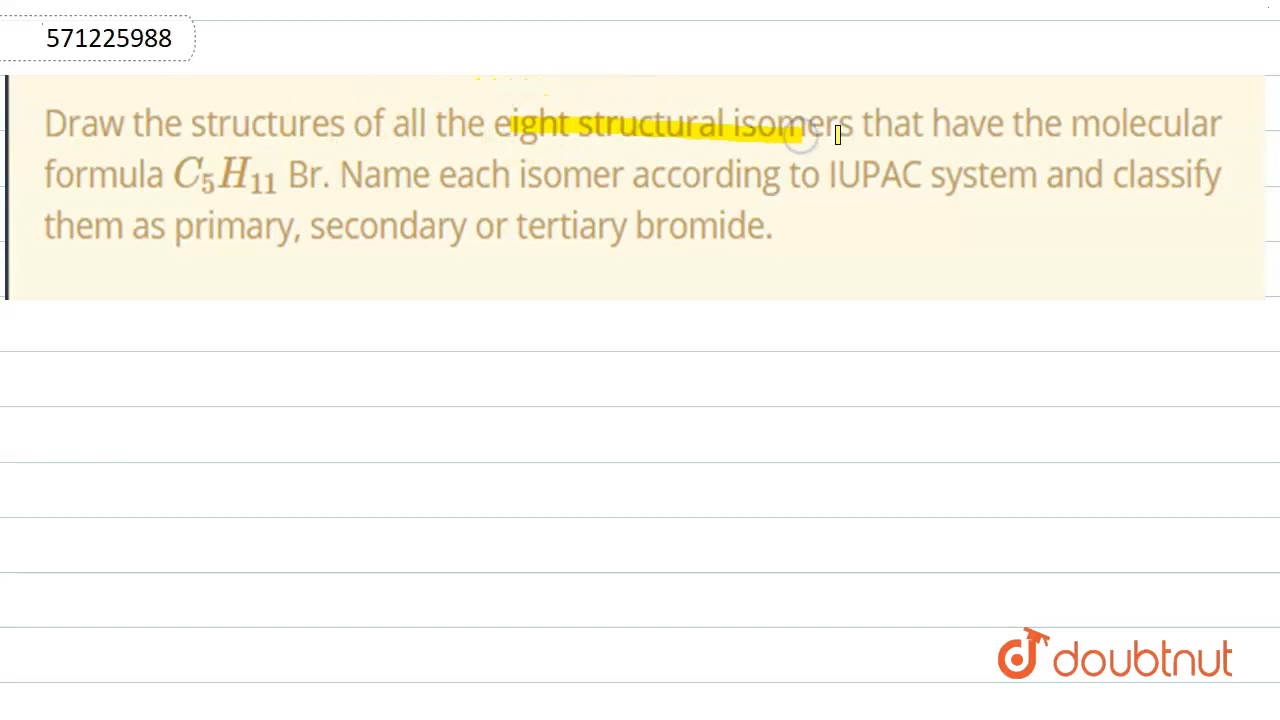 571225988
Draw the structures of all the eight structural isomers that have the molecular
formula C₅H₁₁ Br. Name each isomer according to IUPAC system and classify
them as primary, secondary or tertiary bromide.
doubtnut